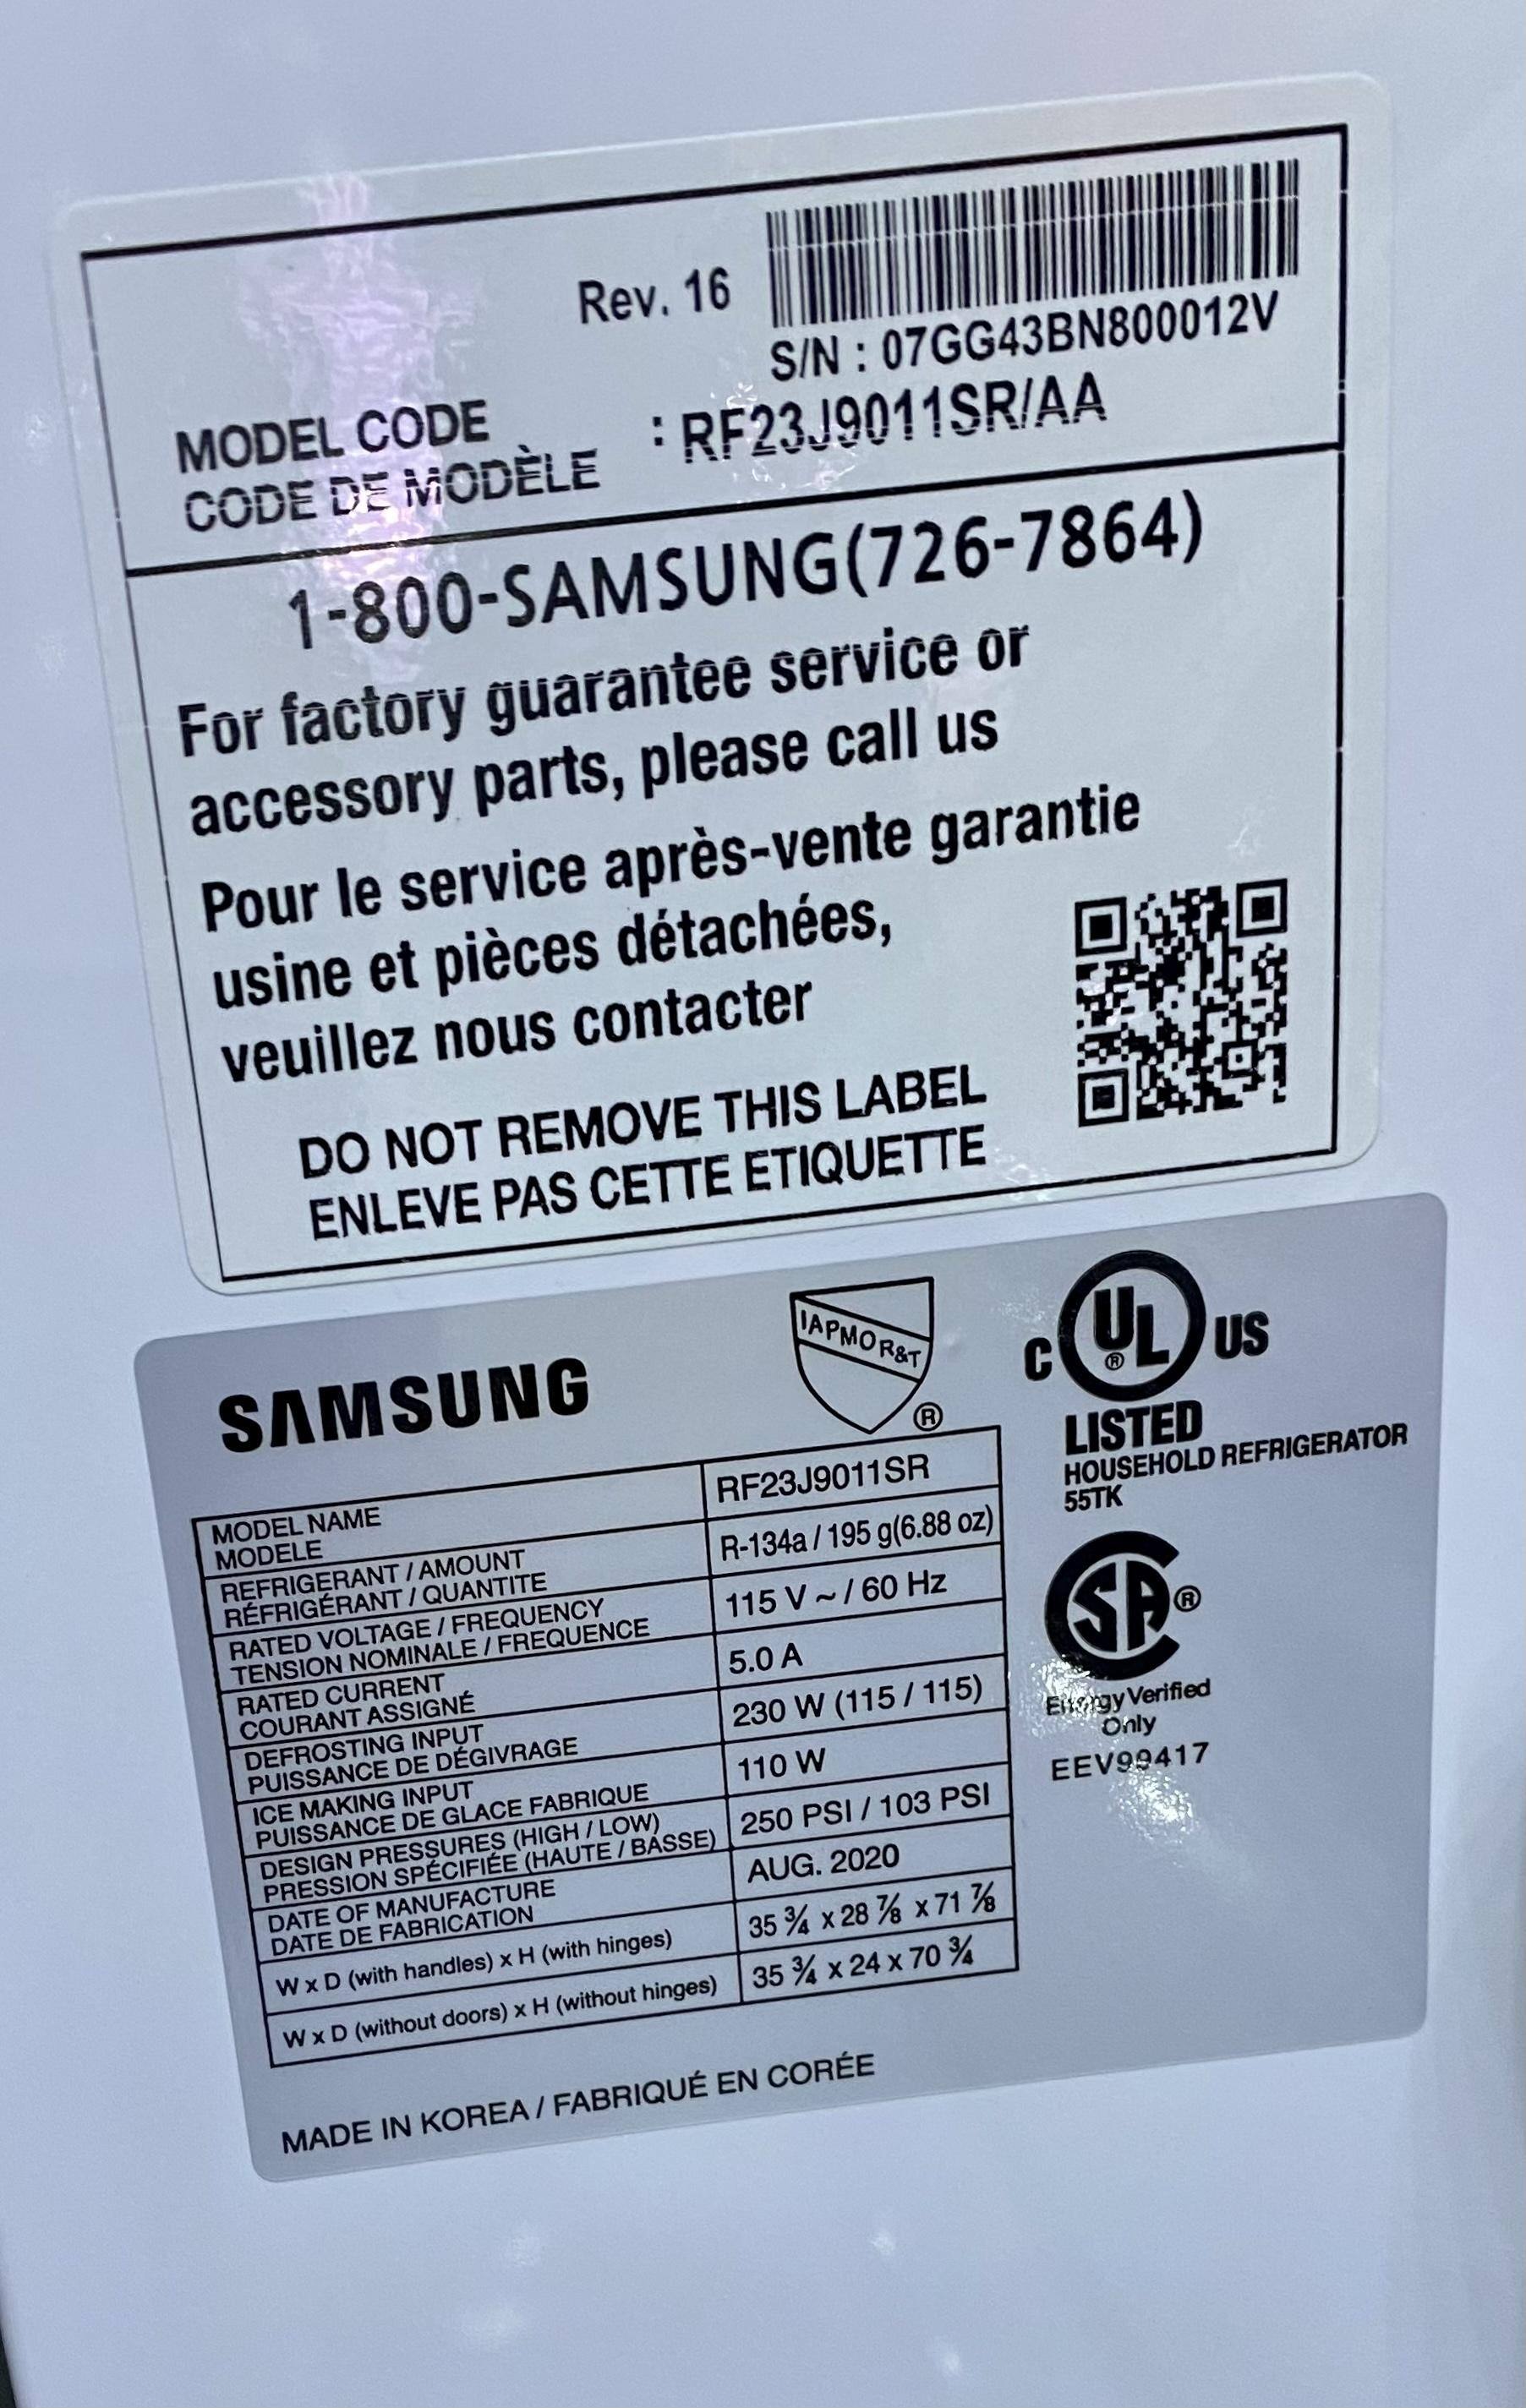 Rev. 16
S/N : 07GG43BN800012V
MODEL CODE
CODE DE MODÈLE
: RF23J9011SR/AA
1-800-SAMSUNG(726-7864)
For factory guarantee service or
accessory parts, please call us
Pour le service après-vente garantie
usine et pièces détachées,
veuillez nous contacter
DO NOT REMOVE THIS LABEL
ENLEVE PAS CETTE ETIQUETTE
SAMSUNG
IAPMO R&T
®
C UL® US
LISTED
HOUSEHOLD REFRIGERATOR
55TK
SA®
Energy Verified
Only
EEV99417
MODEL NAME
MODELE
RF23J9011SR
REFRIGERANT / AMOUNT
RÉFRIGÉRANT / QUANTITE
R-134a / 195 g(6.88 oz)
RATED VOLTAGE / FREQUENCY
TENSION NOMINALE / FREQUENCE
115 V ~ / 60 Hz
RATED CURRENT
COURANT ASSIGNÉ
5.0 A
DEFROSTING INPUT
PUISSANCE DE DÉGIVRAGE
230 W (115 / 115)
ICE MAKING INPUT
PUISSANCE DE GLACE FABRIQUE
110 W
DESIGN PRESSURES (HIGH / LOW)
PRESSION SPÉCIFIÉE (HAUTE / BASSE)
250 PSI / 103 PSI
DATE OF MANUFACTURE
DATE DE FABRICATION
AUG. 2020
W x D (with handles) x H (with hinges)
35 ¾ x 28 ⅞ x 71 ⅞
W x D (without doors) x H (without hinges)
35 ¾ x 24 x 70 ¾
MADE IN KOREA / FABRIQUÉ EN CORÉE